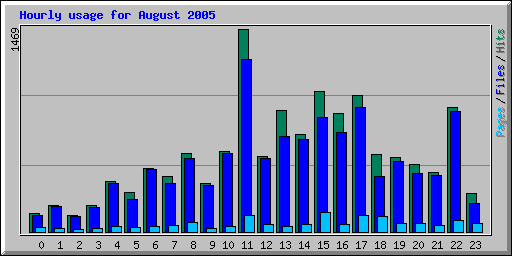 Hourly usage for August 2005
1469
Pages/Files/Hits
0 1 2 3 4 5 6 7 8 9 10 11 12 13 14 15 16 17 18 19 20 21 22 23